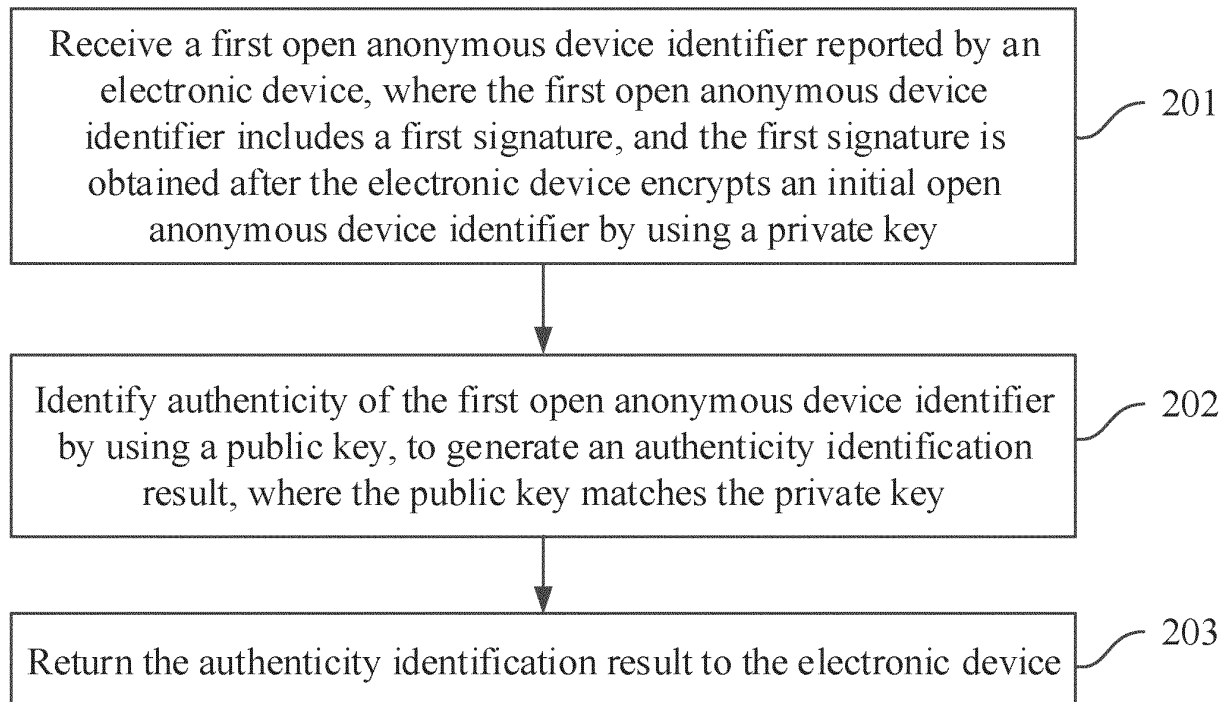 Receive a first open anonymous device identifier reported by an
electronic device, where the first open anonymous device
identifier includes a first signature, and the first signature is
obtained after the electronic device encrypts an initial open
anonymous device identifier by using a private key
201
Identify authenticity of the first open anonymous device identifier
by using a public key, to generate an authenticity identification
result, where the public key matches the private key
202
Return the authenticity identification result to the electronic device
203